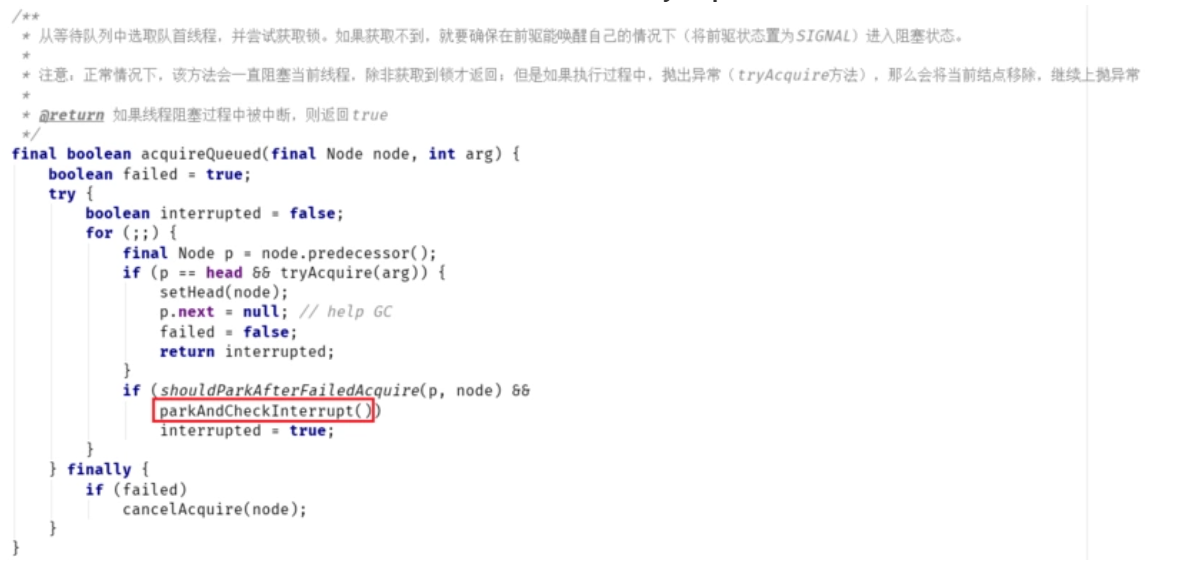 /**
 * 从等待队列中选取队首线程，并尝试获取锁。如果获取不到，就要确保在前驱能唤醒自己的情况下（将前驱状态置为SIGNAL）进入阻塞状态。
 *
 * 注意：正常情况下，该方法会一直阻塞当前线程，除非获取到锁才返回；但是如果执行过程中，抛出异常（tryAcquire方法），那么会将当前结点移除，继续上抛异常
 *
 * @return 如果线程阻塞过程中被中断，则返回true
 */
final boolean acquireQueued(final Node node, int arg) {
    boolean failed = true;
    try {
        boolean interrupted = false;
        for (;;) {
            final Node p = node.predecessor();
            if (p == head && tryAcquire(arg)) {
                setHead(node);
                p.next = null; // help GC
                failed = false;
                return interrupted;
            }
            if (shouldParkAfterFailedAcquire(p, node) &&
                parkAndCheckInterrupt())
                interrupted = true;
        }
    } finally {
        if (failed)
            cancelAcquire(node);
    }
}